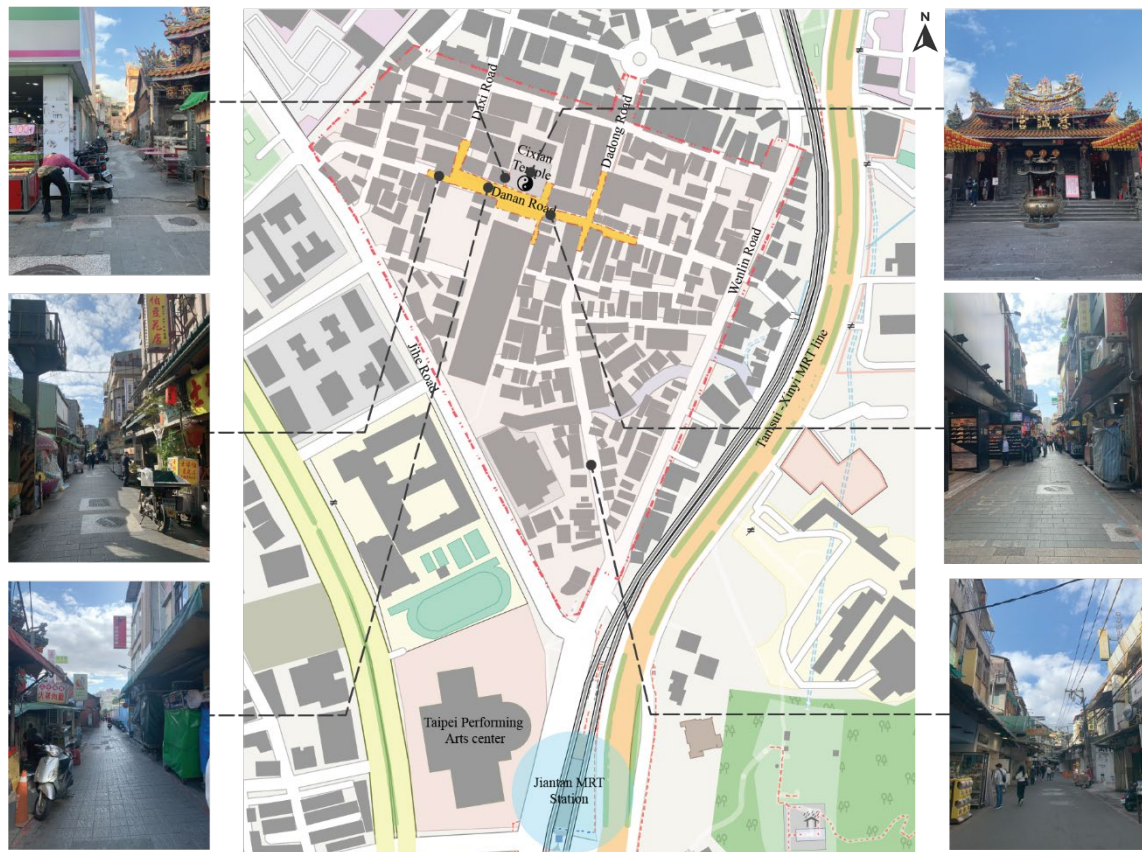 N
Daxi Road
Dadong Road
Cixian
Temple
Danan Road
Wenlin Road
Jihe Road
Tamsui - Xinyi MRT line
Taipei Performing
Arts center
Jiantan MRT
Station